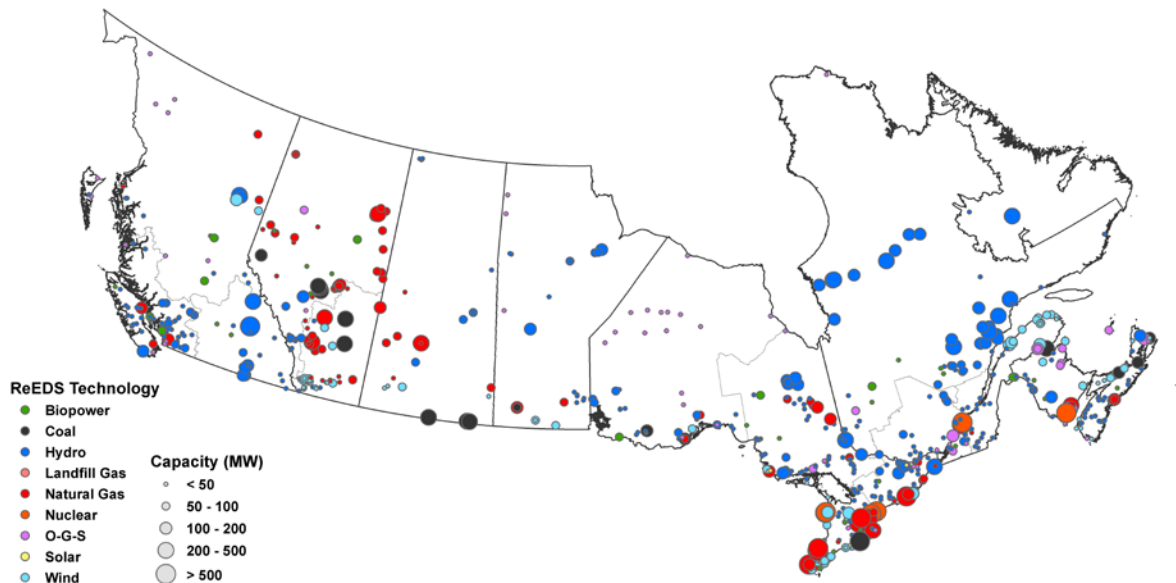 ReEDS Technology
Biopower
Coal
Hydro
Landfill Gas
Natural Gas
Nuclear
O-G-S
Solar
Wind
Capacity (MW)
< 50
50 - 100
100 - 200
200 - 500
> 500